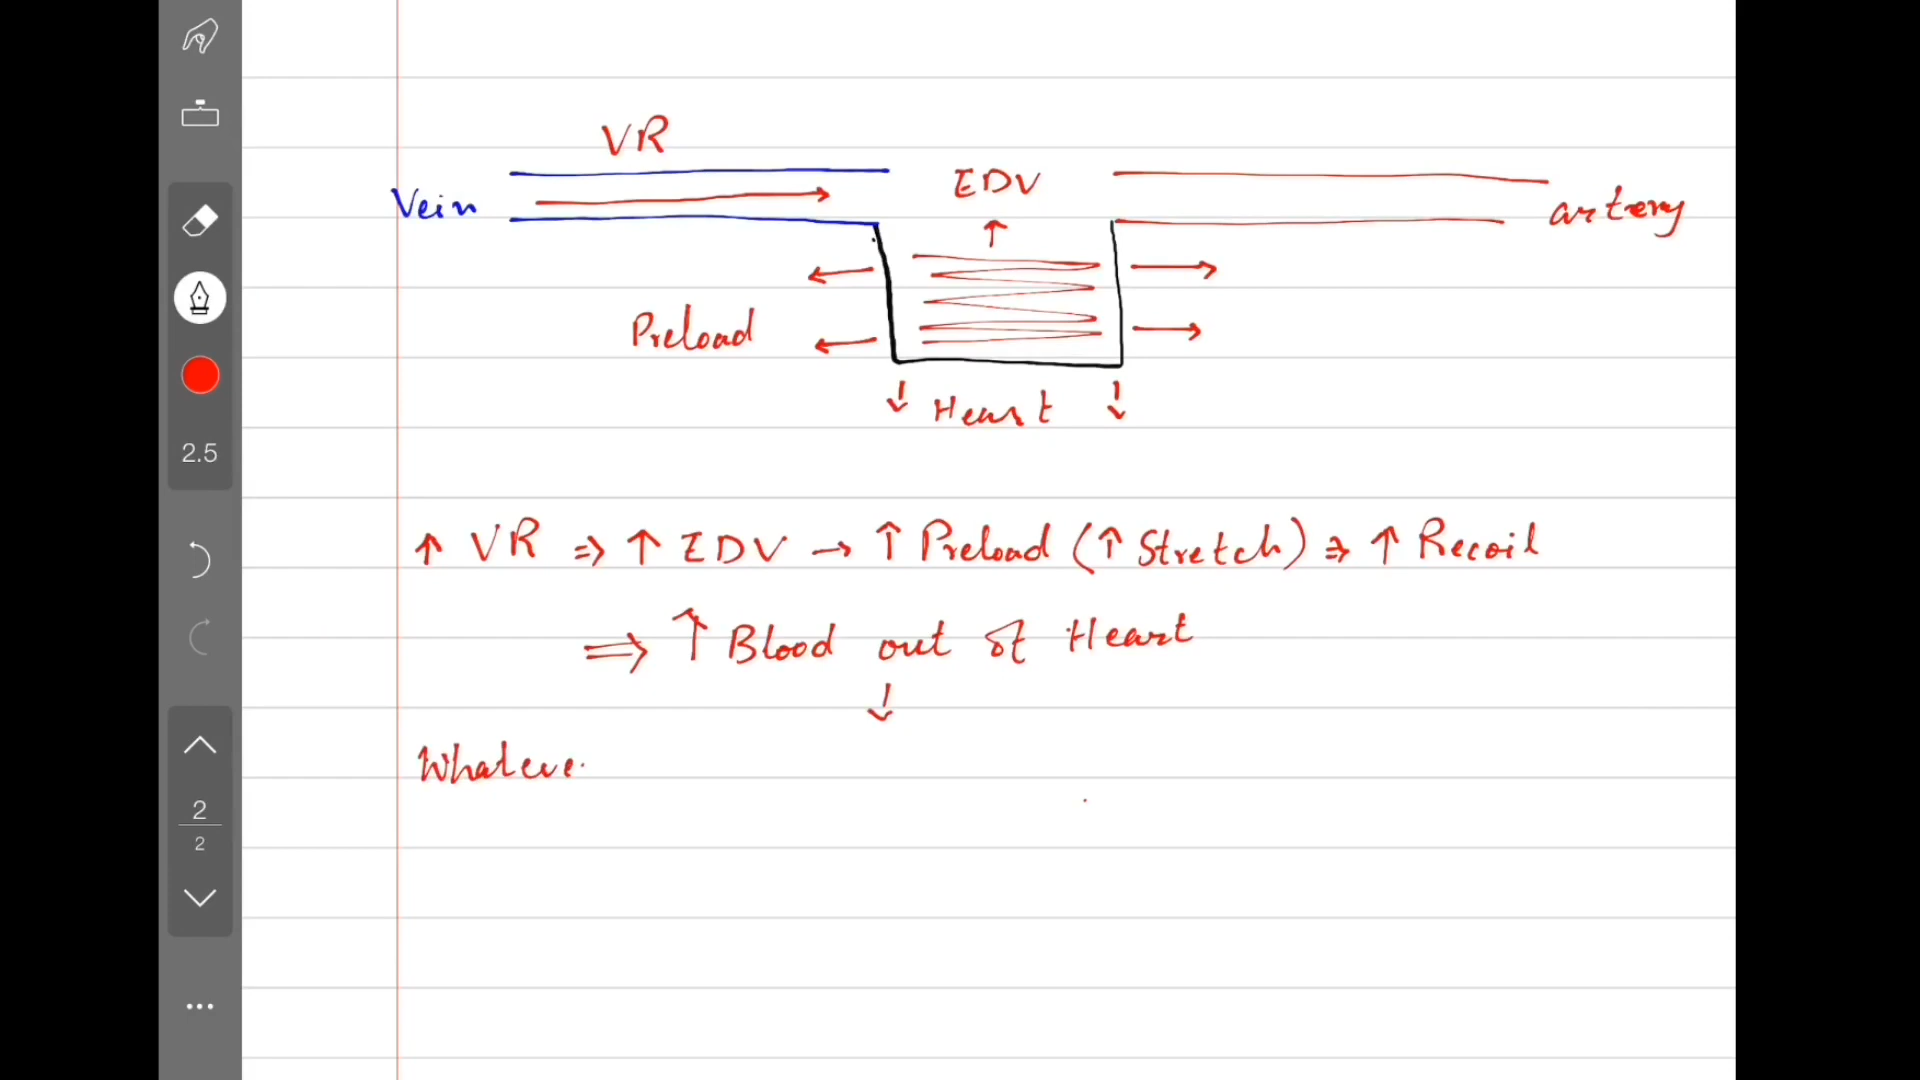 VR
EDV
Vein
artery
Preload
Heart
↑ VR ⇒ ↑ EDV → ↑ Preload (↑ Stretch) ⇒ ↑ Recoil
⇒ ↑ Blood out of Heart
↓
Whateve
2.5
2
2